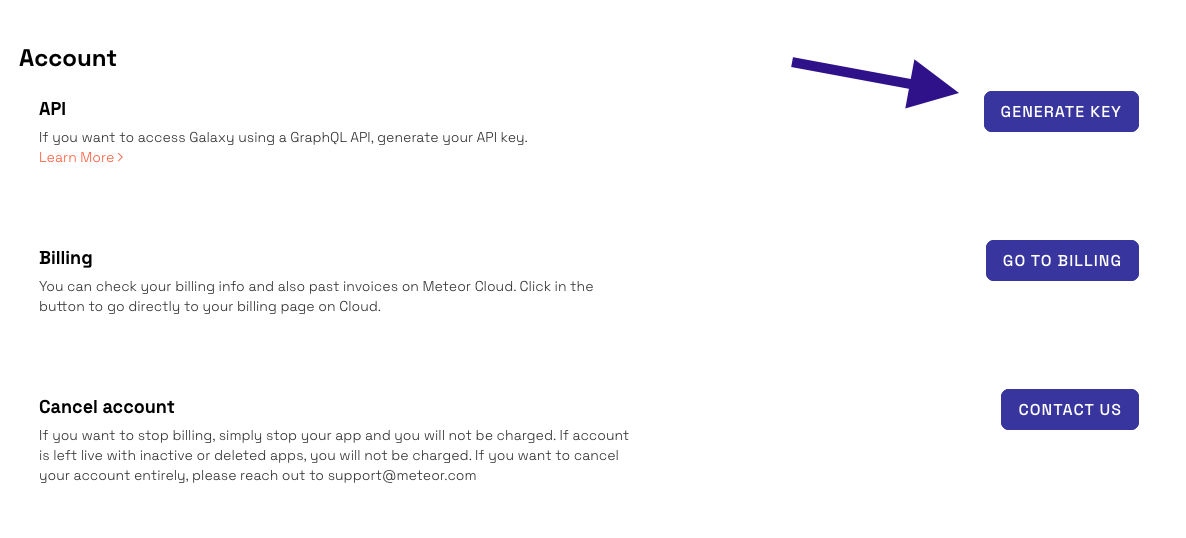 Account
API
GENERATE KEY
If you want to access Galaxy using a GraphQL API, generate your API key.
Learn More >
Billing
GO TO BILLING
You can check your billing info and also past invoices on Meteor Cloud. Click in the
button to go directly to your billing page on Cloud.
Cancel account
CONTACT US
If you want to stop billing, simply stop your app and you will not be charged. If account
is left live with inactive or deleted apps, you will not be charged. If you want to cancel
your account entirely, please reach out to support@meteor.com